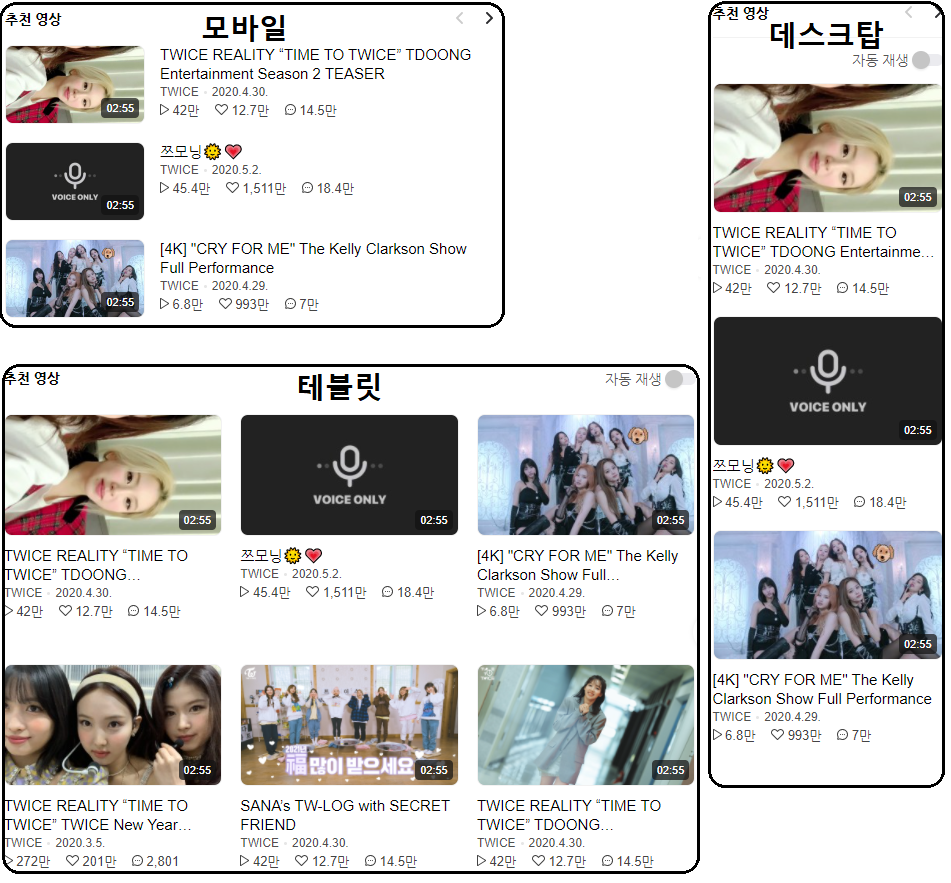 추천 영상
모바일
02:55
TWICE REALITY “TIME TO TWICE” TDOONG
Entertainment Season 2 TEASER
TWICE · 2020.4.30.
42만 12.7만 14.5만
VOICE ONLY
02:55
쯔모닝🌞💗
TWICE · 2020.5.2.
45.4만 1,511만 18.4만
02:55
[4K] "CRY FOR ME" The Kelly Clarkson Show
Full Performance
TWICE · 2020.4.29.
6.8만 993만 7만
추천 영상
테블릿
자동 재생
02:55
VOICE ONLY
02:55
02:55
TWICE REALITY “TIME TO
TWICE” TDOONG...
TWICE · 2020.4.30.
42만 12.7만 14.5만
쯔모닝🌞💗
TWICE · 2020.5.2.
45.4만 1,511만 18.4만
[4K] "CRY FOR ME" The Kelly
Clarkson Show Full...
TWICE · 2020.4.29.
6.8만 993만 7만
02:55
2021년
福 많이 받으세요
02:55
02:55
TWICE REALITY “TIME TO
TWICE” TWICE New Year...
TWICE · 2020.3.5.
272만 201만 2,801
SANA’s TW-LOG with SECRET
FRIEND
TWICE · 2020.4.30.
42만 12.7만 14.5만
TWICE REALITY “TIME TO
TWICE” TDOONG...
TWICE · 2020.4.30.
42만 12.7만 14.5만
추천 영상
데스크탑
자동 재생
02:55
TWICE REALITY “TIME TO
TWICE” TDOONG Entertainme...
TWICE · 2020.4.30.
42만 12.7만 14.5만
VOICE ONLY
02:55
쯔모닝🌞💗
TWICE · 2020.5.2.
45.4만 1,511만 18.4만
02:55
[4K] "CRY FOR ME" The Kelly
Clarkson Show Full Performance
TWICE · 2020.4.29.
6.8만 993만 7만